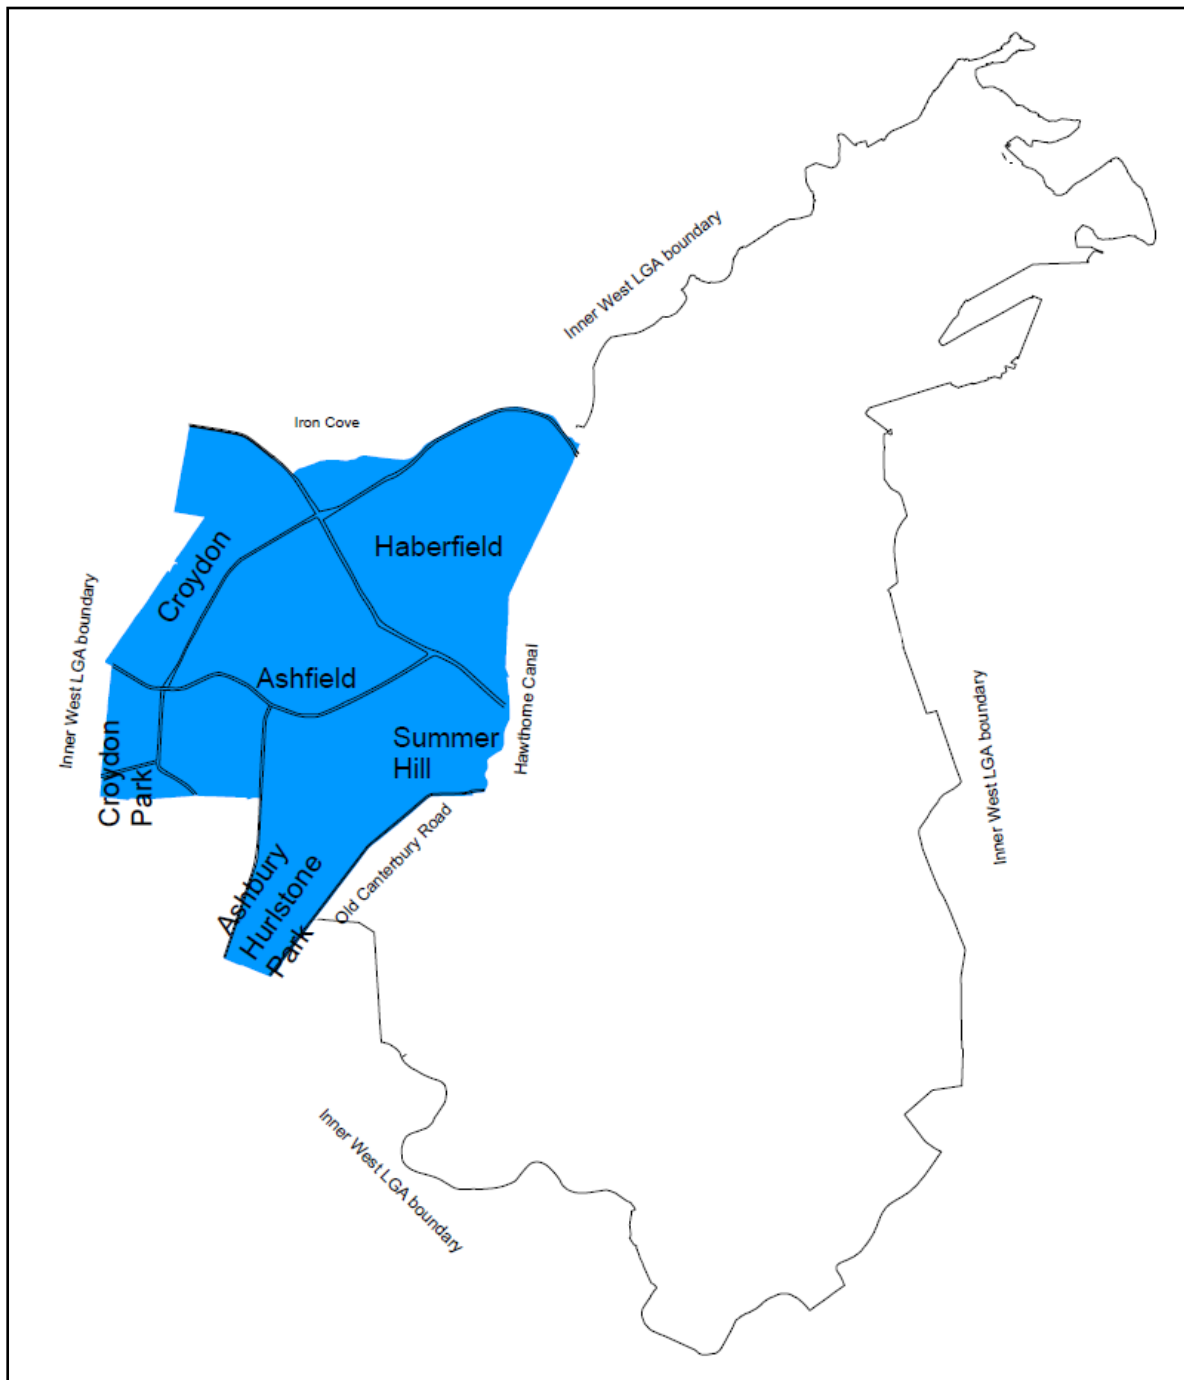 Inner West LGA boundary
Iron Cove
Haberfield
Croydon
Inner West LGA boundary
Ashfield
Hawthorne Canal
Inner West LGA boundary
Summer
Hill
Croydon
Park
Old Canterbury Road
Ashbury
Hurlstone
Park
Inner West LGA boundary